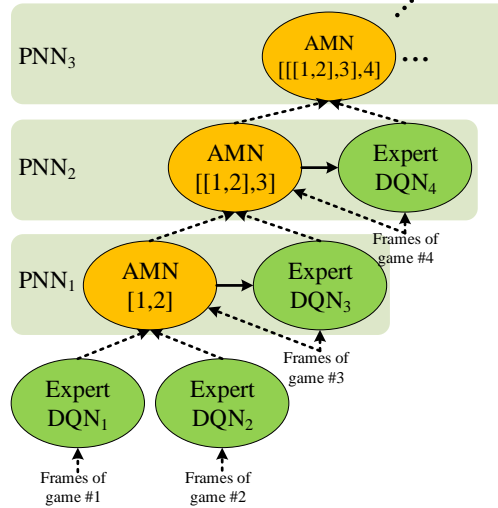 PNN3
AMN
[[[1,2],3],4]
...
PNN2
AMN
[[1,2],3]
Expert
DQN4
Frames of
game #4
PNN1
AMN
[1,2]
Expert
DQN3
Frames of
game #3
Expert
DQN1
Expert
DQN2
Frames of
game #1
Frames of
game #2